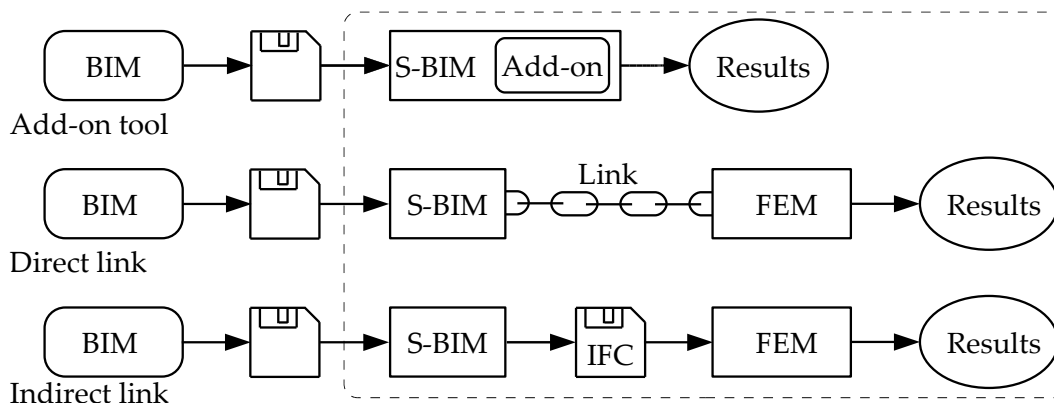 BIM
S-BIM
Add-on
Results
Add-on tool
BIM
S-BIM
Link
FEM
Results
Direct link
BIM
S-BIM
IFC
FEM
Results
Indirect link